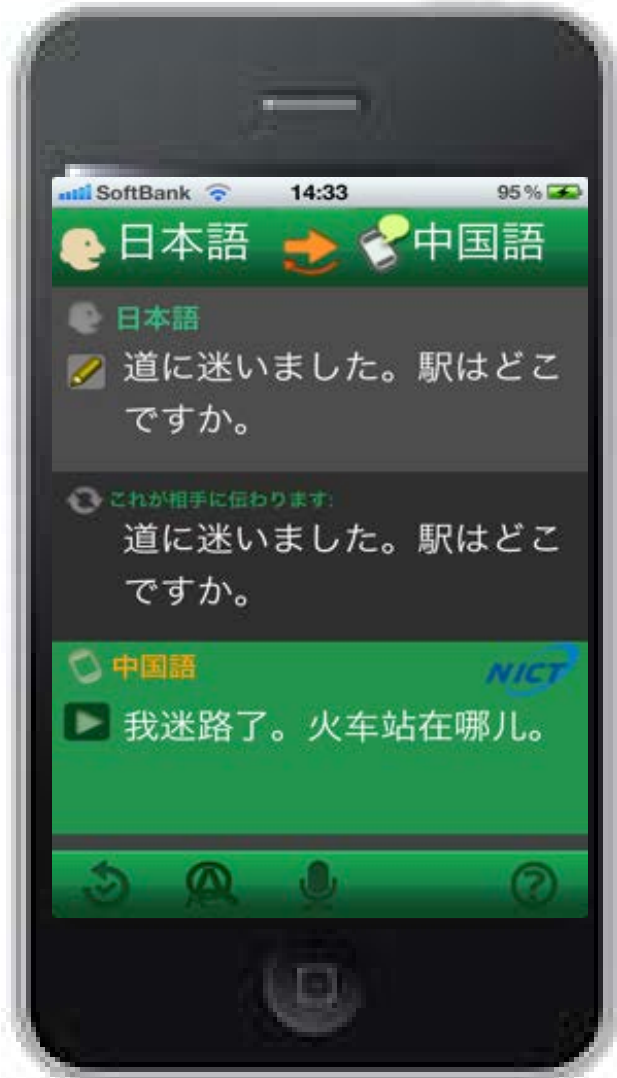 SoftBank 14:33 95%
日本語 中国語
日本語
道に迷いました。駅はどこ
ですか。
これが相手に伝わります:
道に迷いました。駅はどこ
ですか。
中国語 NICT
我迷路了。火车站在哪儿。